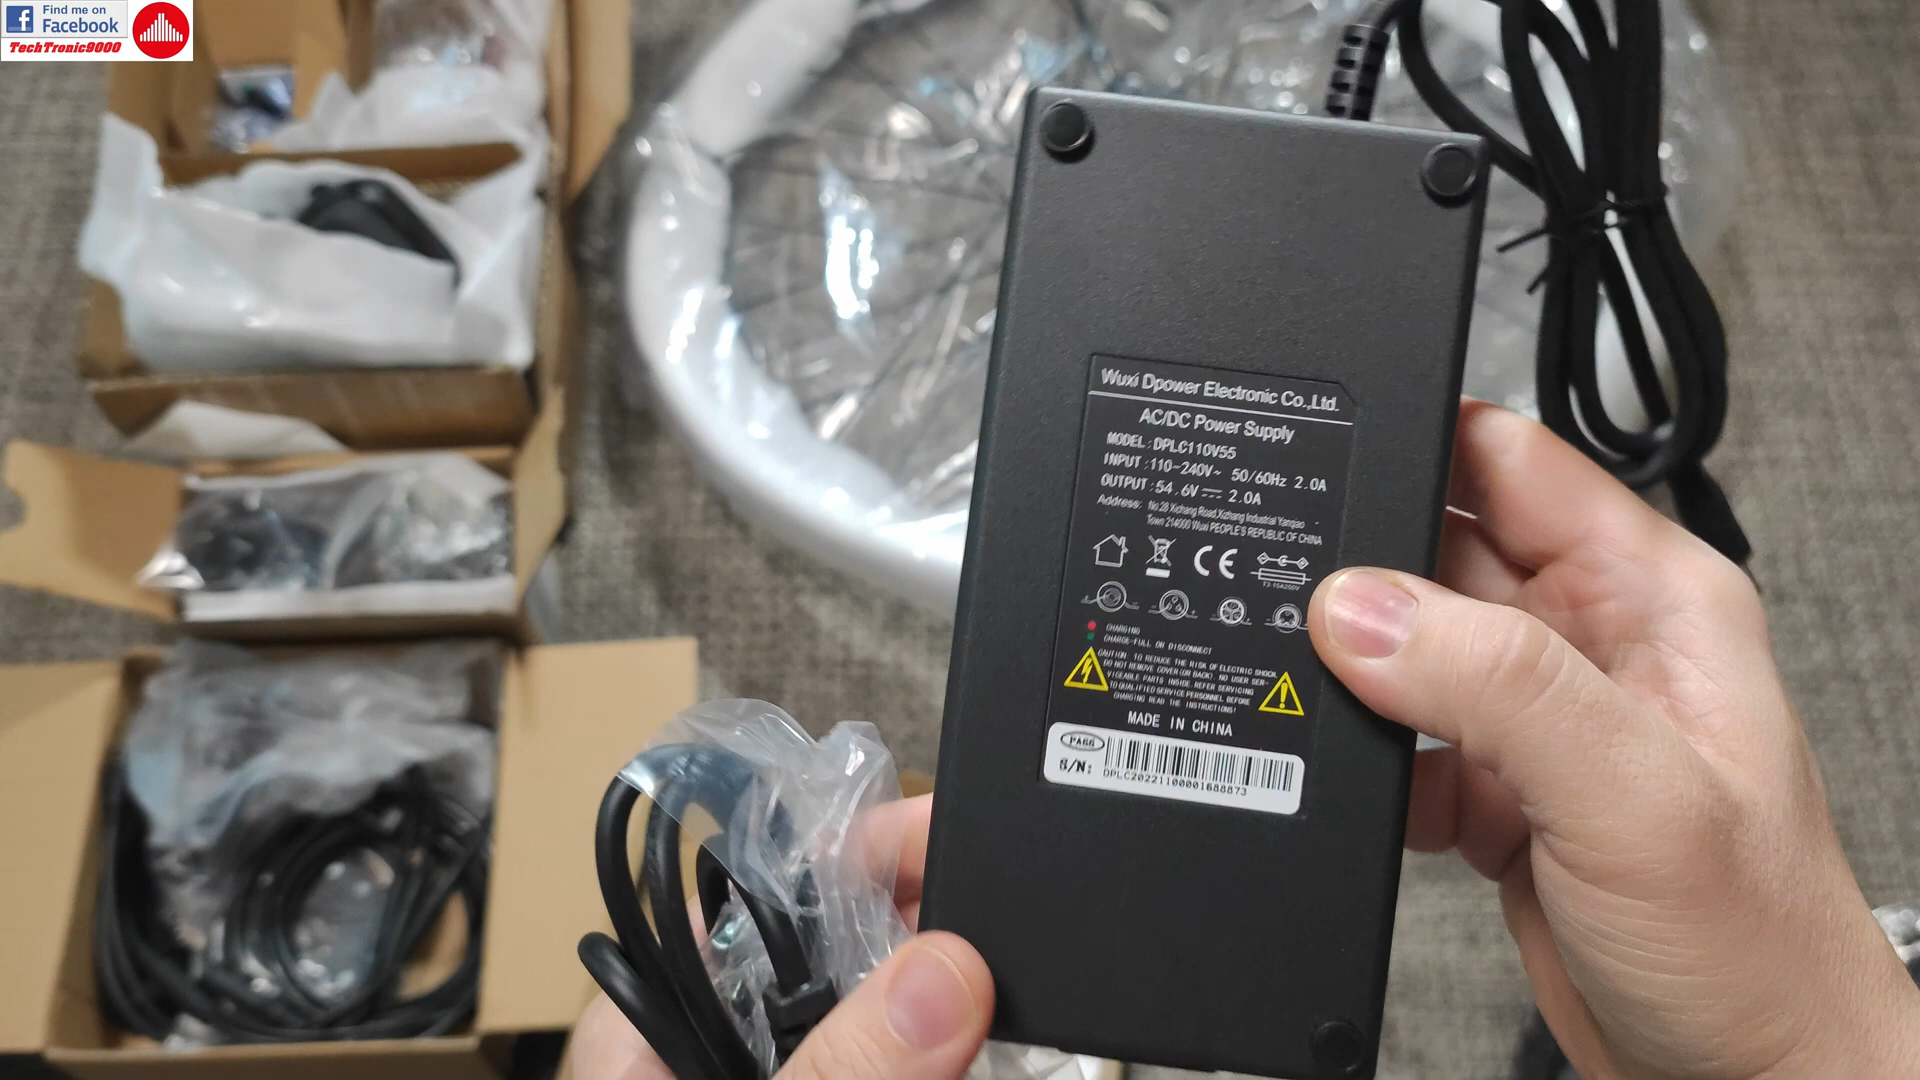 Find me on
Facebook
TechTronic9000
Wuxi Dpower Electronic Co.,Ltd.
AC/DC Power Supply
MODEL:DPLC110V55
INPUT:110-240V~ 50/60Hz 2.0A
OUTPUT:54.6V 2.0A
Address: No.28 Xichang Road,Xizhang Industrial Yanqiao
Town 214000 Wuxi PEOPLE'S REPUBLIC OF CHINA
CE
CHARGING
CHARGE-FULL OR DISCONNECT
CAUTION TO REDUCE THE RISK OF ELECTRIC SHOCK,
DO NOT REMOVE COVER(OR BACK). NO USER SER-
VICEABLE PARTS INSIDE REFER SERVICING
TO QUALIFIED SERVICE PERSONNEL BEFORE
CHARGING READ THE INSTRUCTIONS!
MADE IN CHINA
PA66
S/N:
DPLC20221100001688873